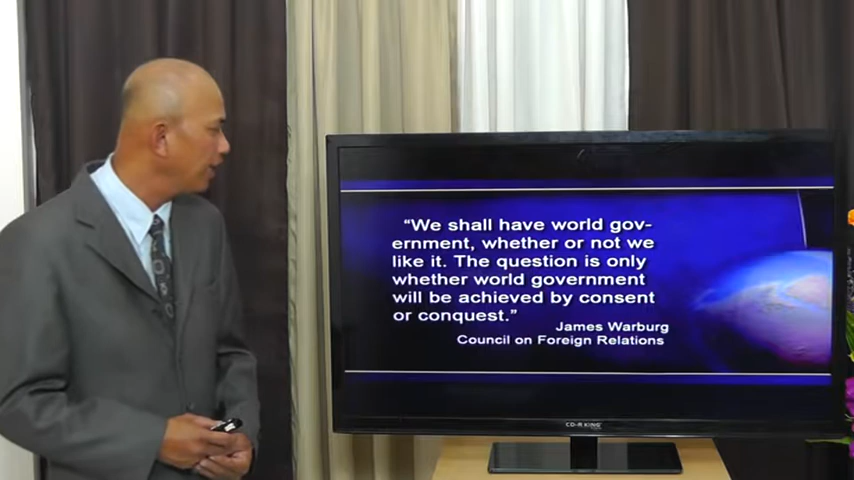 “We shall have world gov-
ernment, whether or not we
like it. The question is only
whether world government
will be achieved by consent
or conquest.”
James Warburg
Council on Foreign Relations
CD-R KING